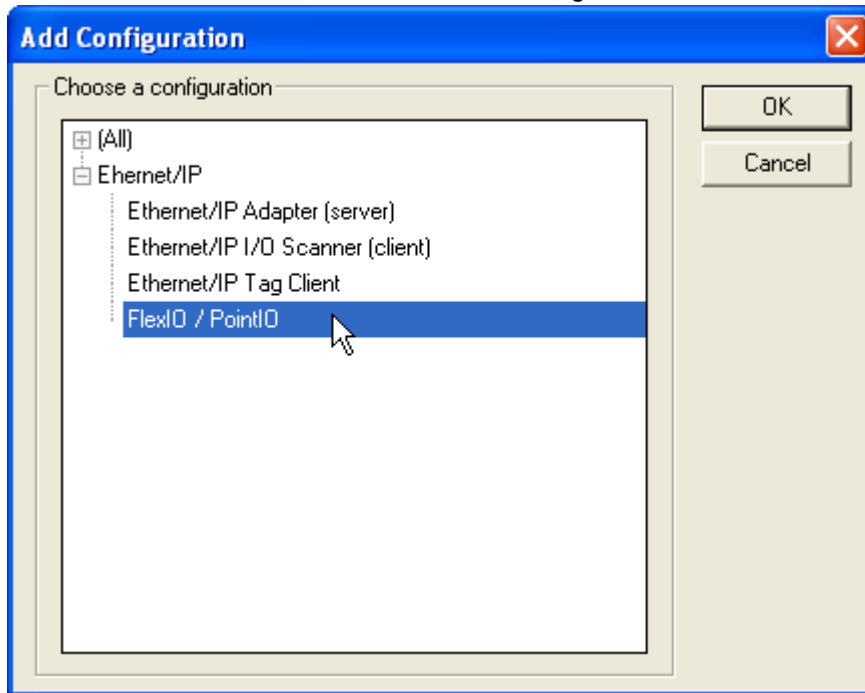 Add Configuration
Choose a configuration
OK
Cancel
(All)
Ehernet/IP
Ethernet/IP Adapter (server)
Ethernet/IP I/O Scanner (client)
Ethernet/IP Tag Client
FlexIO / PointIO